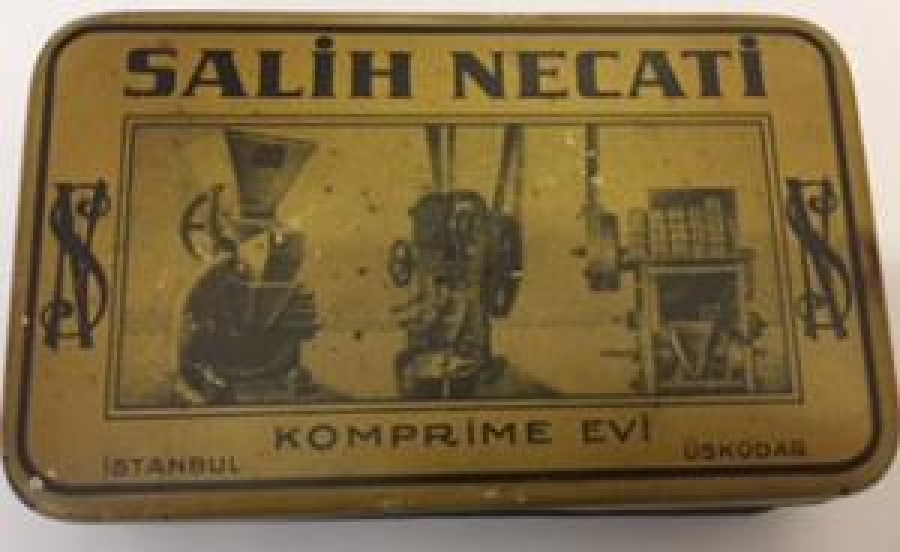 SALİH NECATİ
KOMPRİME EVİ
İSTANBUL
ÜSKÜDAR